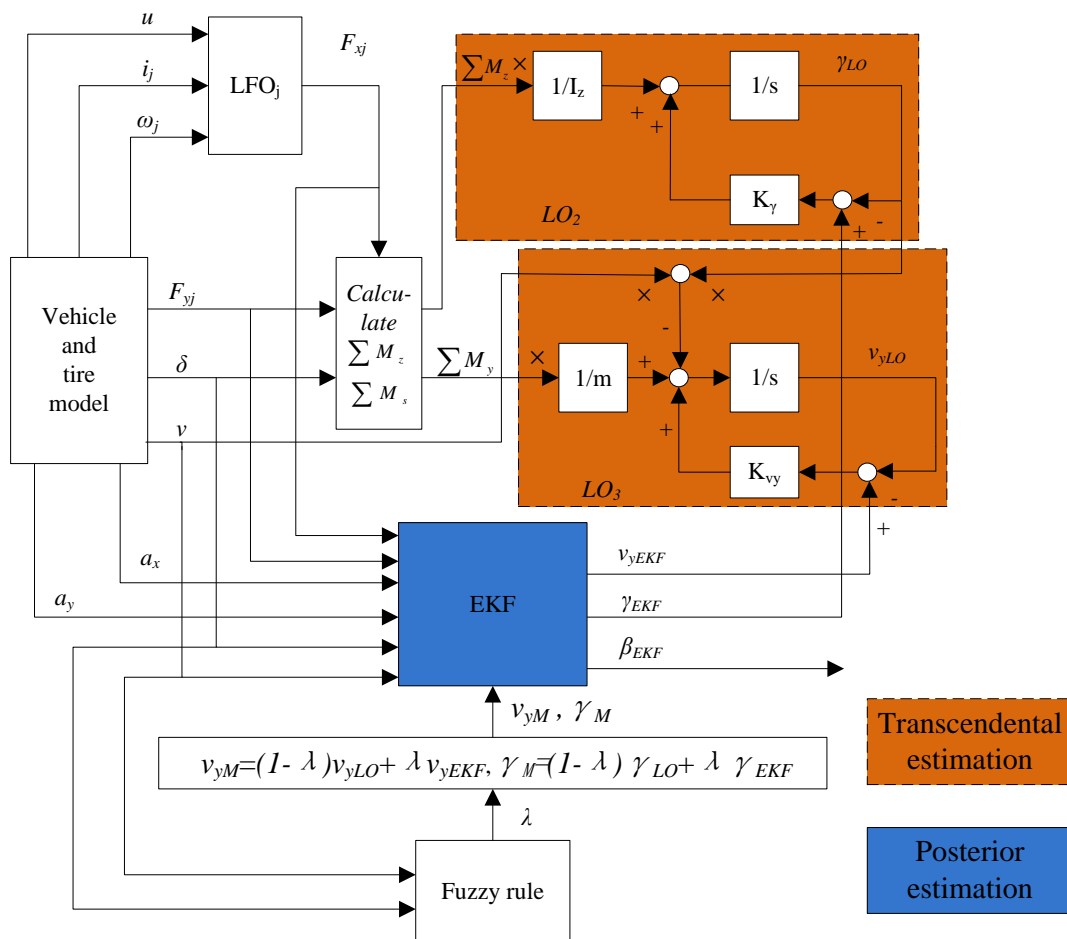 u
i_j
ω_j
LFO_j
F_xj
∑ M_z ×
1/I_z
+ +
1/s
γ_LO
K_γ
LO_2
+ -
Vehicle
and
tire
model
F_yj
δ
v
Calcu-
late
∑ M_z
∑ M_s
∑ M_y ×
× ×
-
1/m
+
1/s
v_yLO
+
K_vy
LO_3
-
+
a_x
a_y
EKF
v_yEKF
γ_EKF
β_EKF
v_yM , γ_M
v_yM=(1- λ)v_yLO+ λ v_yEKF, γ_M=(1- λ) γ_LO+ λ γ_EKF
λ
Fuzzy rule
Transcendental
estimation
Posterior
estimation